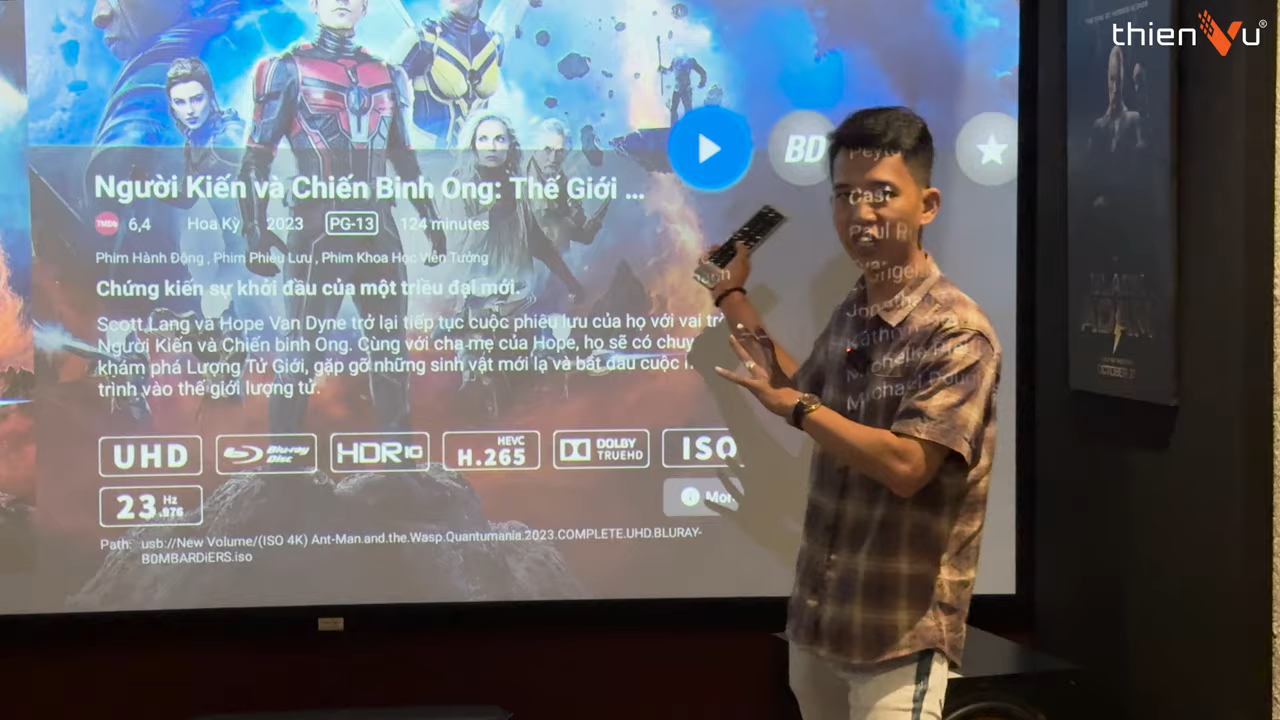 thienVu®
BD
Cast
Paul R
Người Kiến và Chiến Binh Ong: Thế Giới ...
TMDb 6,4 Hoa Kỳ 2023 PG-13 124 minutes
Phim Hành Động , Phim Phiêu Lưu , Phim Khoa Học Viễn Tưởng
Chứng kiến sự khởi đầu của một triều đại mới.
Scott Lang và Hope Van Dyne trở lại tiếp tục cuộc phiêu lưu của họ với vai
Người Kiến và Chiến binh Ong. Cùng với cha mẹ của Hope, họ sẽ có
khám phá Lượng Tử Giới, gặp gỡ những sinh vật mới lạ và bắt đầu cuộc
trình vào thế giới lượng tử.
UHD Blu-ray Disc HDR10 HEVC H.265 DOLBY TRUEHD ISO
23 Hz .976
Path: usb://New Volume/(ISO 4K) Ant-Man.and.the.Wasp.Quantumania.2023.COMPLETE.UHD.BLURAY-
B0MBARDiERS.iso
BLACK ADAM
OCTOBER 21